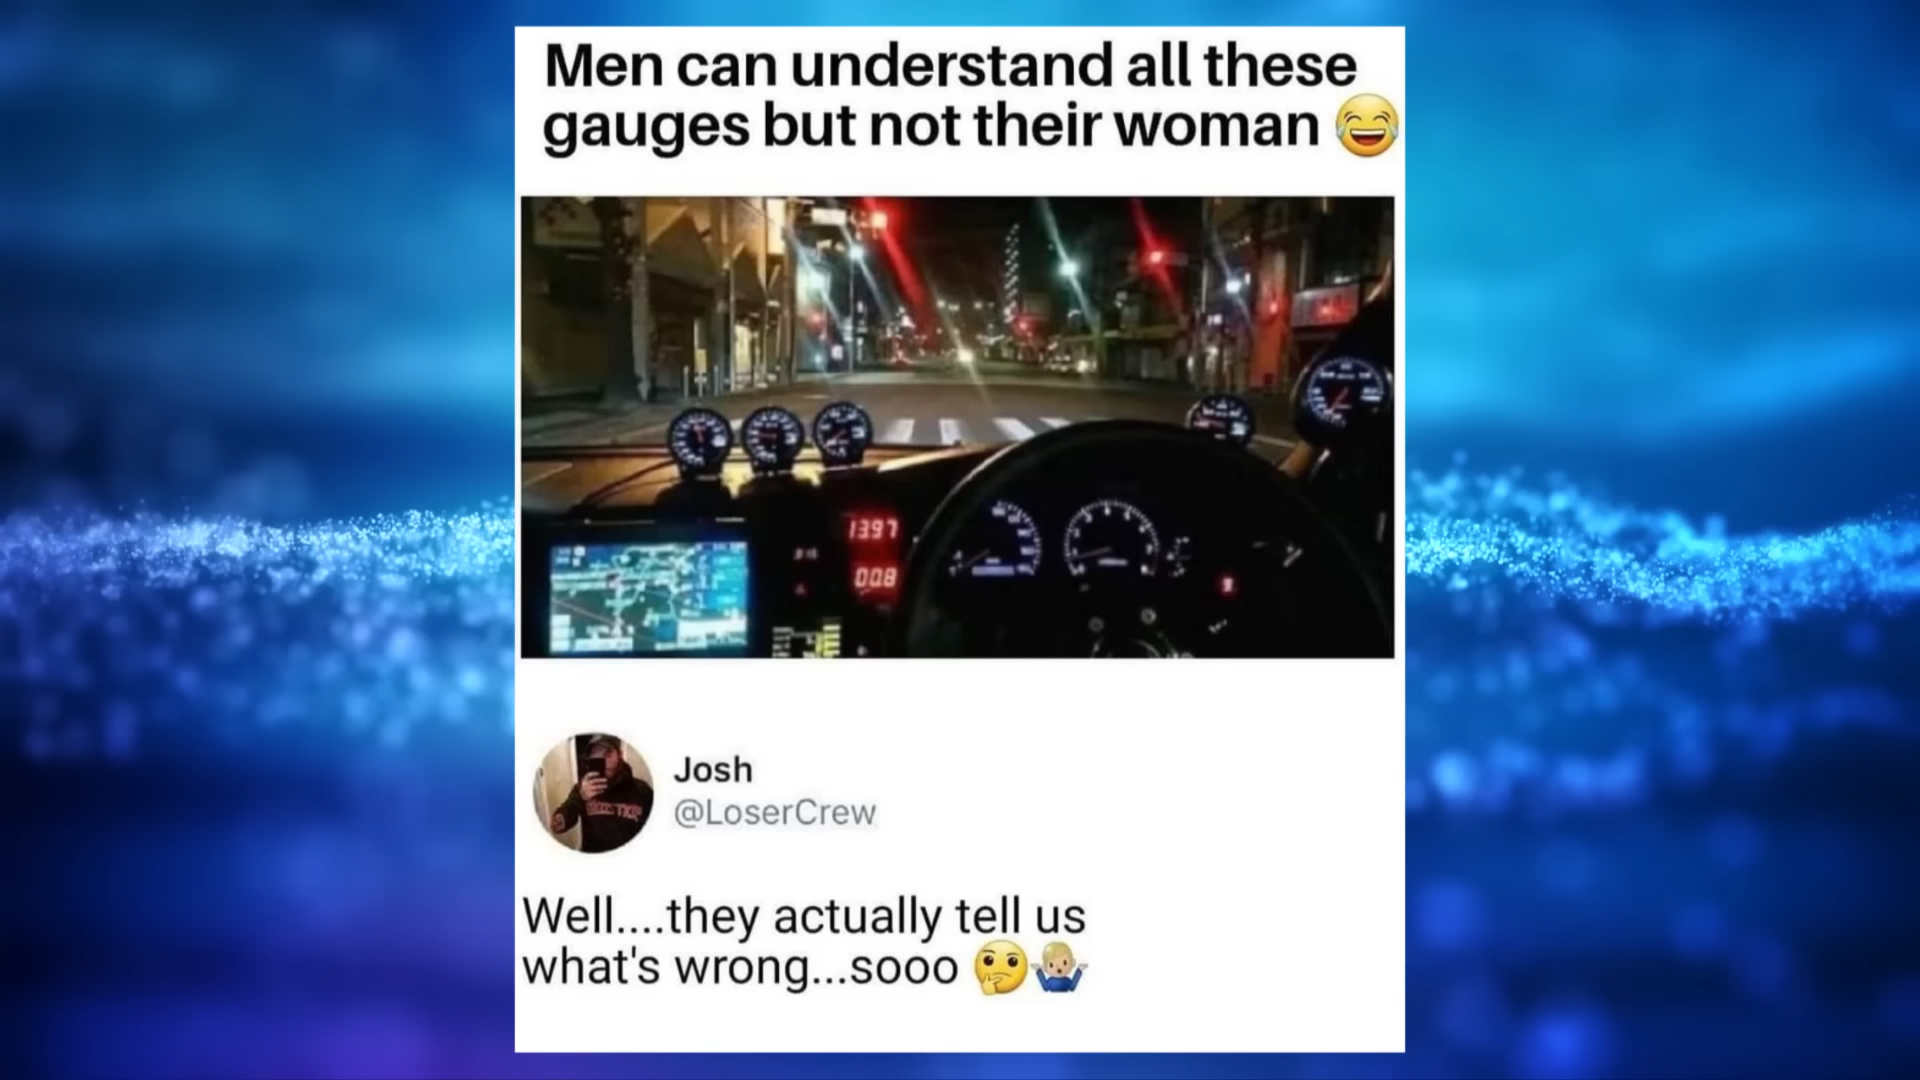 Men can understand all these
gauges but not their woman 😂
1397
008
Josh
@LoserCrew
Well....they actually tell us
what's wrong...sooo 🤔🤷🏼‍♂️